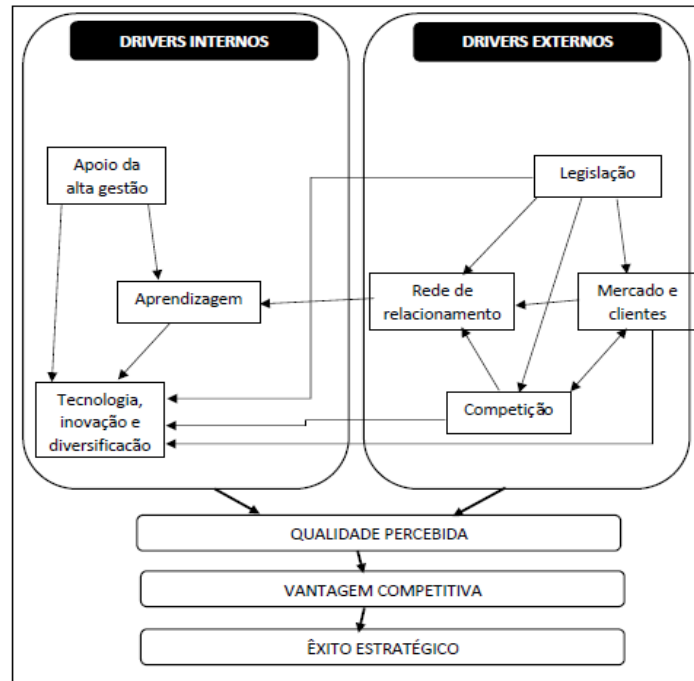 DRIVERS INTERNOS
DRIVERS EXTERNOS
Apoio da
alta gestão
Legislação
Aprendizagem
Rede de
relacionamento
Mercado e
clientes
Tecnologia,
inovação e
diversificacão
Competição
QUALIDADE PERCEBIDA
VANTAGEM COMPETITIVA
ÊXITO ESTRATÉGICO